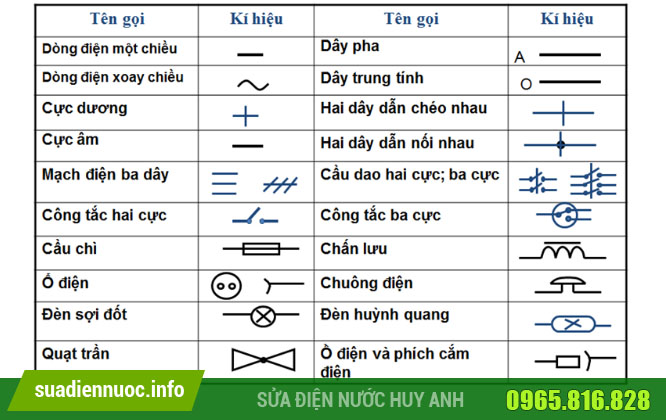 Tên gọi Kí hiệu Tên gọi Kí hiệu
Dòng điện một chiều Dây pha A
Dòng điện xoay chiều Dây trung tính O
Cực dương Hai dây dẫn chéo nhau
Cực âm Hai dây dẫn nối nhau
Mạch điện ba dây Cầu dao hai cực; ba cực
Công tắc hai cực Công tắc ba cực
Cầu chì Chấn lưu
Ổ điện Chuông điện
Đèn sợi đốt Đèn huỳnh quang
Quạt trần Ồ điện và phích cắm
điện
suadiennuoc.info
SỬA ĐIỆN NƯỚC HUY ANH
0965.816.828